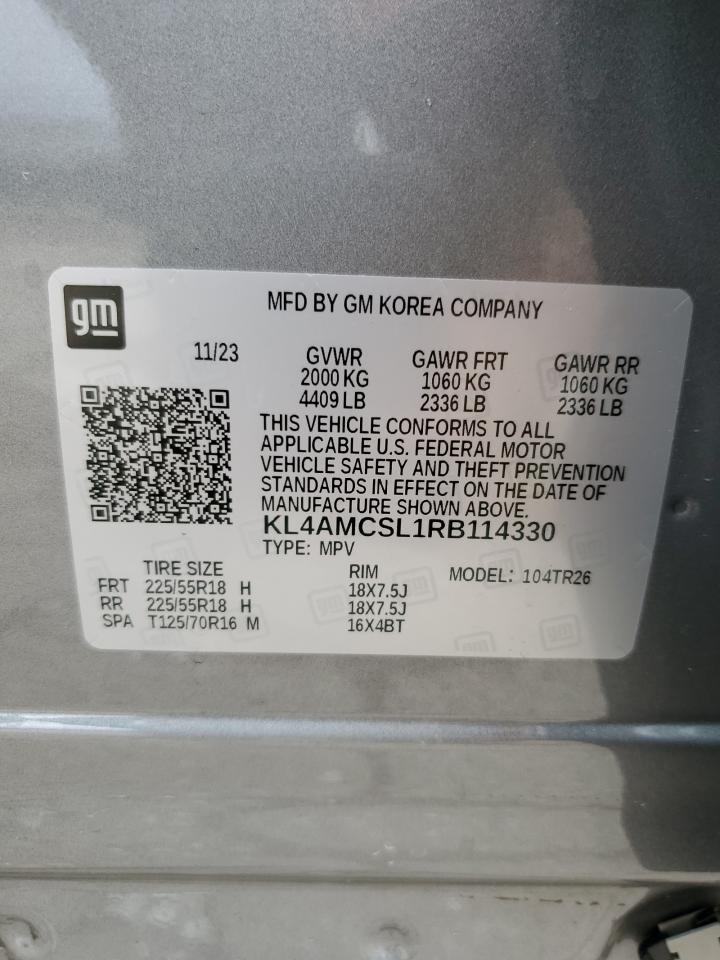 gm
MFD BY GM KOREA COMPANY
11/23 GVWR GAWR FRT GAWR RR
2000 KG 1060 KG 1060 KG
4409 LB 2336 LB 2336 LB
THIS VEHICLE CONFORMS TO ALL
APPLICABLE U.S. FEDERAL MOTOR
VEHICLE SAFETY AND THEFT PREVENTION
STANDARDS IN EFFECT ON THE DATE OF
MANUFACTURE SHOWN ABOVE.
KL4AMCSL1RB114330
TYPE: MPV
TIRE SIZE RIM MODEL: 104TR26
FRT 225/55R18 H 18X7.5J
RR 225/55R18 H 18X7.5J
SPA T125/70R16 M 16X4BT